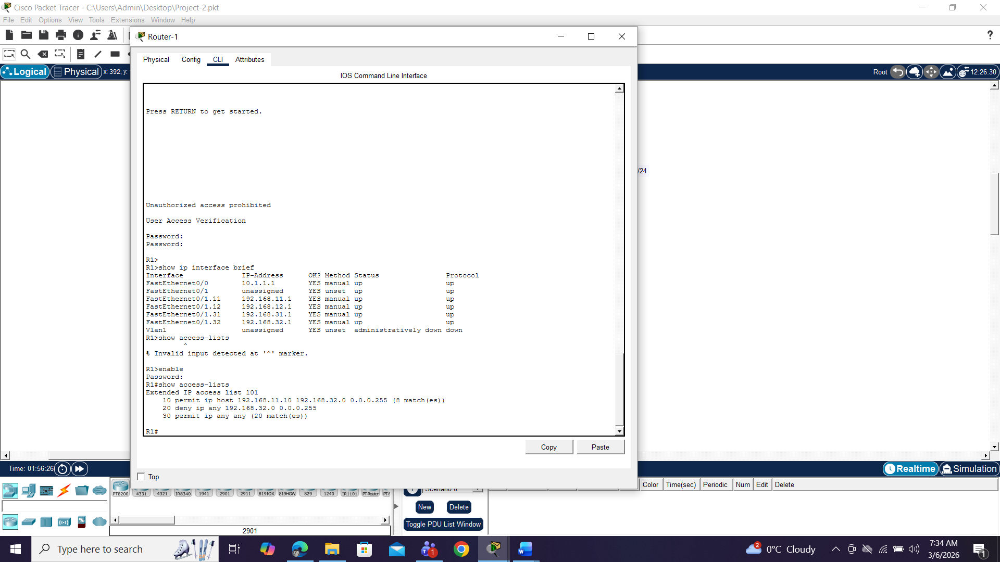 Cisco Packet Tracer - C:\Users\Admin\Desktop\Project-2.pkt
File Edit Options View Tools Extensions Window Help
Router-1
Physical Config CLI Attributes
Logical Physical x: 392, y:
Root 12:26:30
IOS Command Line Interface
Press RETURN to get started.
/24
Unauthorized access prohibited
User Access Verification
Password:
Password:
R1>
R1>show ip interface brief
Interface IP-Address OK? Method Status Protocol
FastEthernet0/0 10.1.1.1 YES manual up up
FastEthernet0/1 unassigned YES unset up up
FastEthernet0/1.11 192.168.11.1 YES manual up up
FastEthernet0/1.12 192.168.12.1 YES manual up up
FastEthernet0/1.31 192.168.31.1 YES manual up up
FastEthernet0/1.32 192.168.32.1 YES manual up up
Vlan1 unassigned YES unset administratively down down
R1>show access-lists
^
% Invalid input detected at '^' marker.
R1>enable
Password:
R1#show access-lists
Extended IP access list 101
10 permit ip host 192.168.11.10 192.168.32.0 0.0.0.255 (8 match(es))
20 deny ip any 192.168.32.0 0.0.0.255
30 permit ip any any (20 match(es))
R1#
Copy Paste
Time: 01:56:26
Realtime Simulation
Top
Color Time(sec) Periodic Num Edit Delete
PT8200 4331 4321 IR8340 1941 2901 2911 819IOX 819HGW 829 1240 IR1101 PT-Router
Scenario 0
New Delete
Toggle PDU List Window
2901
Type here to search
1
2
0°C Cloudy
7:34 AM
3/6/2026
1